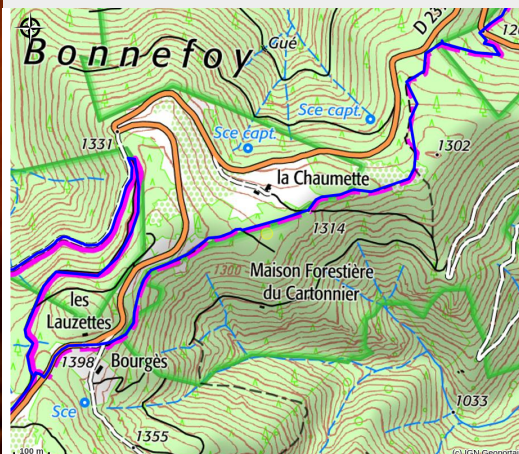 D 23
Bonnefoy
Gué
Sce capt.
Sce capt.
1331
1302
la Chaumette
1314
1300
Maison Forestière
du Cartonnier
les
Lauzettes
1398
Bourgès
Sce
1033
1355
100 m
(c) IGN Geoportail